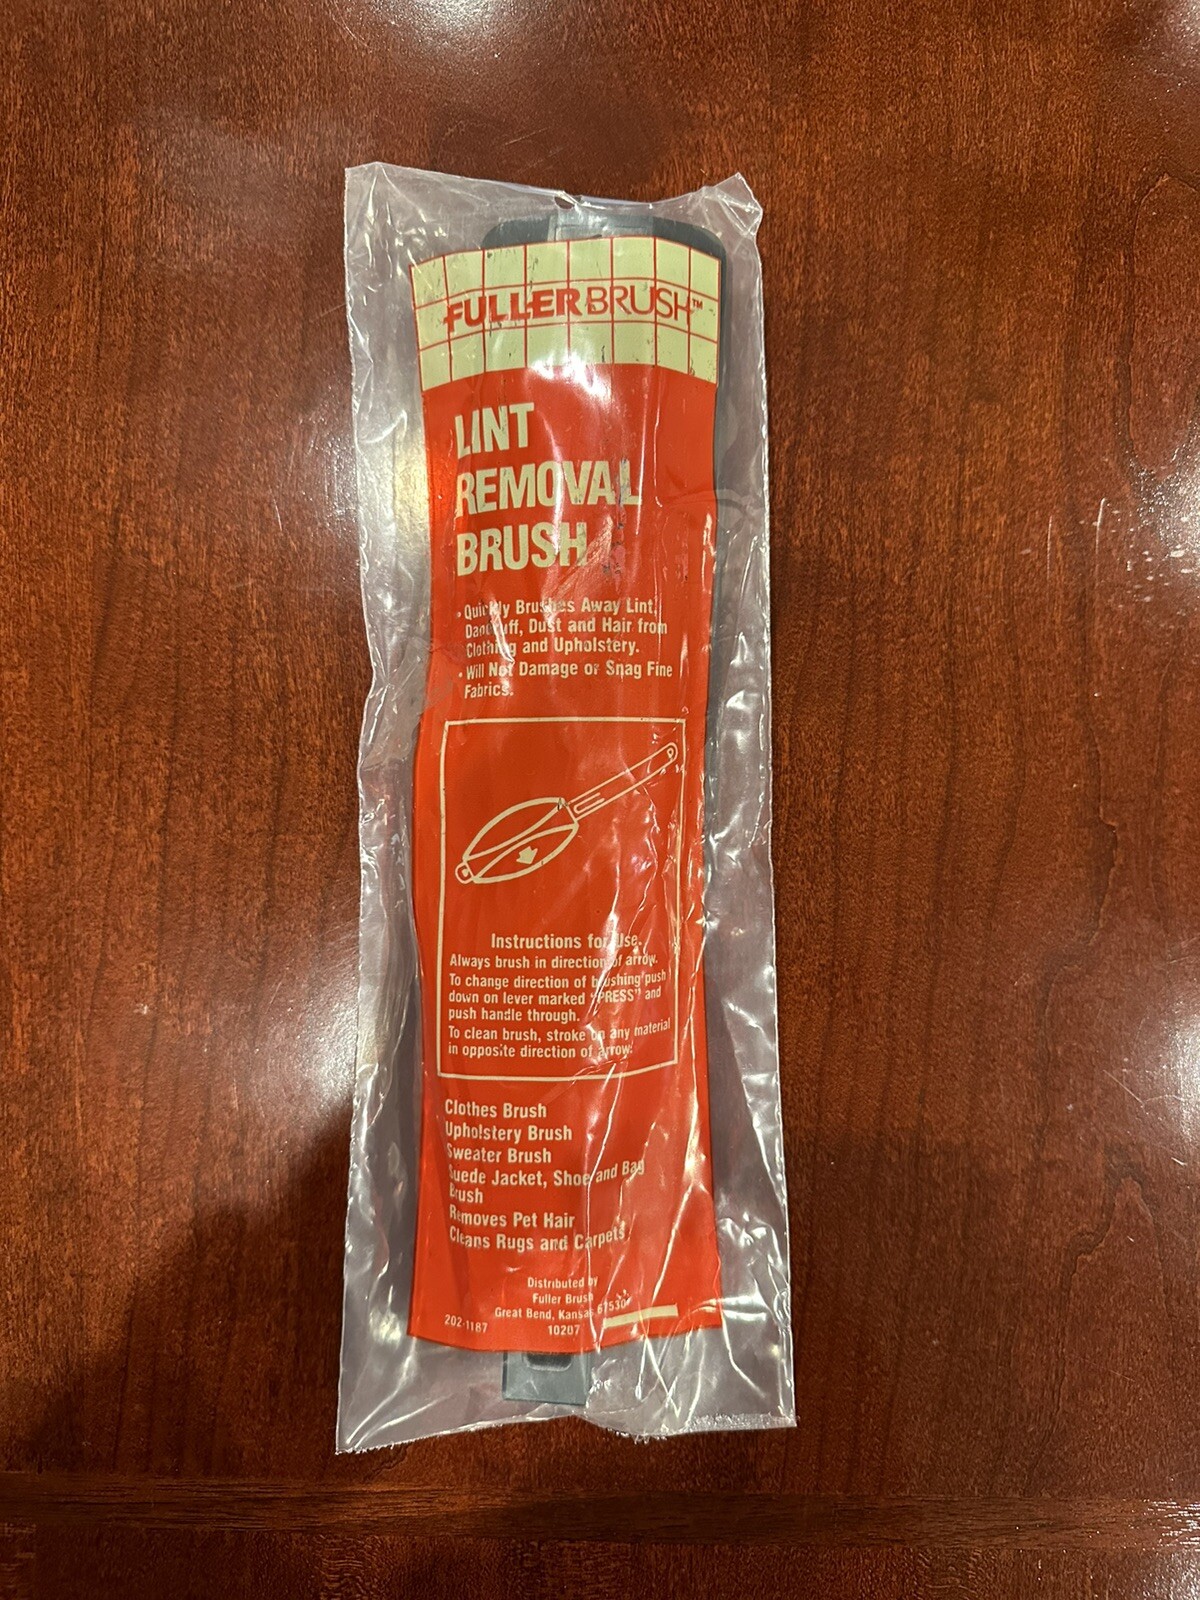 FULLERBRUSH™
LINT
REMOVAL
BRUSH
• Quickly Brushes Away Lint,
Dandruff, Dust and Hair from
Clothing and Upholstery.
• Will Not Damage or Snag Fine
Fabrics.
Instructions for Use.
Always brush in direction of arrow.
To change direction of brushing push
down on lever marked "PRESS" and
push handle through.
To clean brush, stroke on any material
in opposite direction of arrow.
Clothes Brush
Upholstery Brush
Sweater Brush
Suede Jacket, Shoe and Bag
Brush
Removes Pet Hair
Cleans Rugs and Carpets
Distributed by
Fuller Brush
Great Bend, Kansas 67530
202-1187 10207